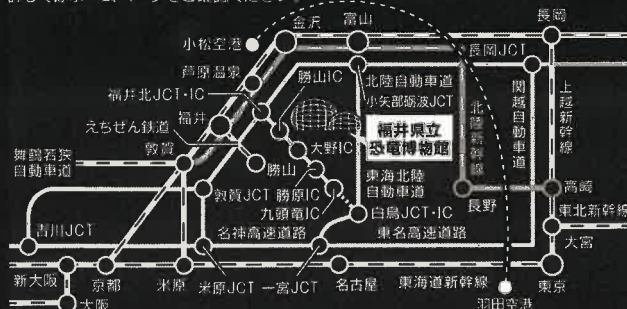 金沢
富山
長岡
小松空港
長岡JCT
芦原温泉
勝山IC
北陸自動車道
小矢部砺波JCT
福井北JCT・IC
関越自動車道
上越新幹線
北陸新幹線
福井
えちぜん鉄道
大野IC
福井県立
恐竜博物館
敦賀
舞鶴若狭
自動車道
勝山
東海北陸
自動車道
敦賀JCT
勝原IC
長野
高崎
九頭竜IC
白鳥JCT・IC
東北新幹線
吉川JCT
名神高速道路
東名高速道路
大宮
新大阪
京都
米原
米原JCT
一宮JCT
名古屋
東海道新幹線
東京
大阪
羽田空港